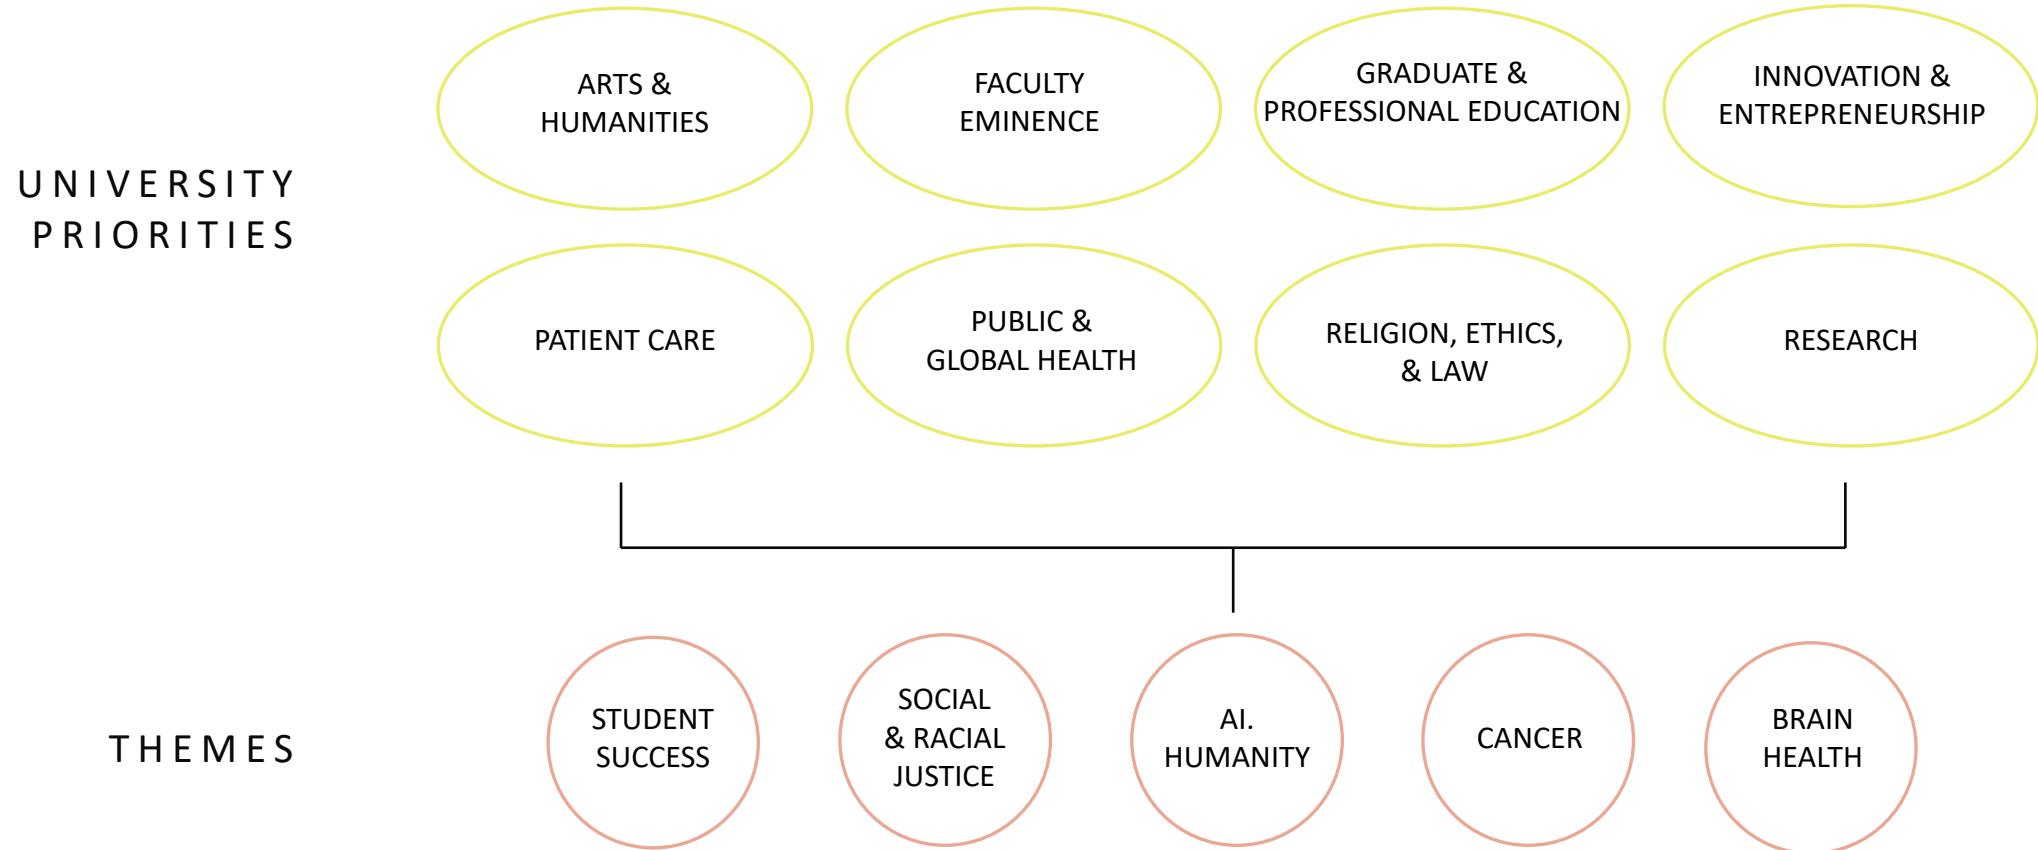 UNIVERSITY
PRIORITIES
ARTS &
HUMANITIES
FACULTY
EMINENCE
GRADUATE &
PROFESSIONAL EDUCATION
INNOVATION &
ENTREPRENEURSHIP
PATIENT CARE
PUBLIC &
GLOBAL HEALTH
RELIGION, ETHICS,
& LAW
RESEARCH
THEMES
STUDENT
SUCCESS
SOCIAL
& RACIAL
JUSTICE
AI.
HUMANITY
CANCER
BRAIN
HEALTH